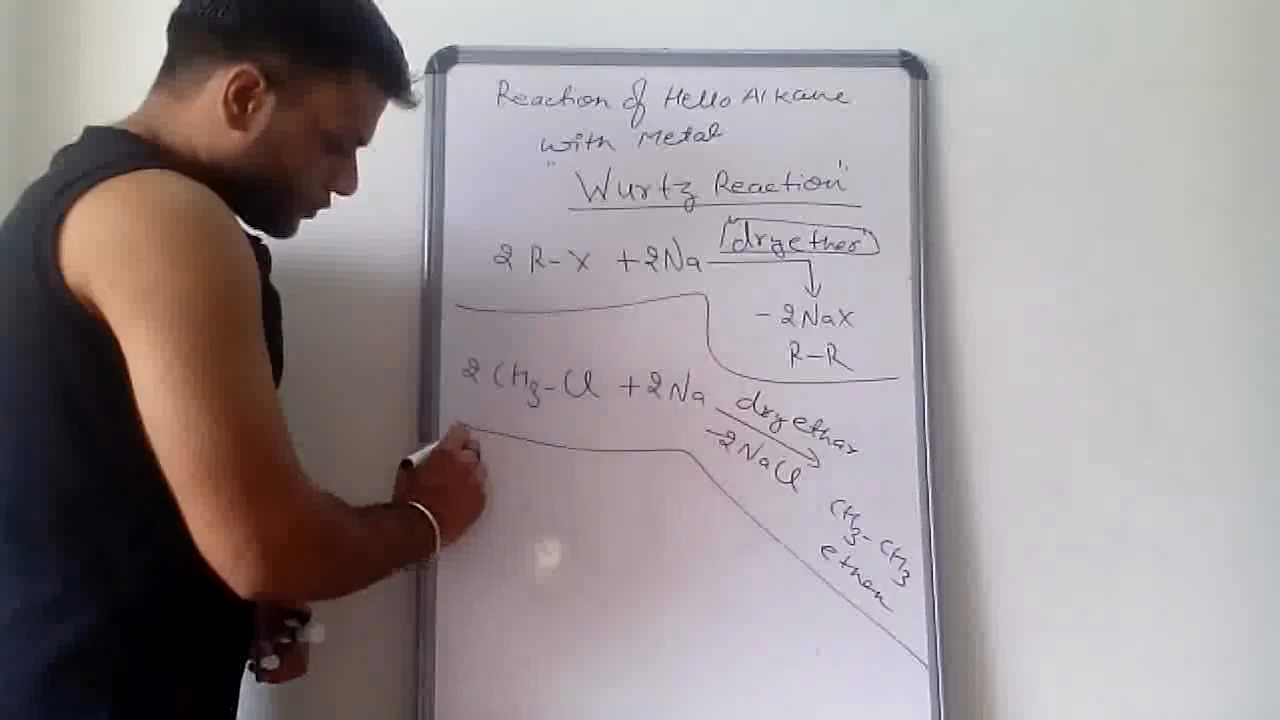 Reaction of Hello Alkane
with Metal
"Wurtz Reaction"
2 R-X + 2Na dry ether
- 2NaX
R-R
2 CH3-Cl + 2Na dry ether
-2NaCl
CH3-CH3
ethen